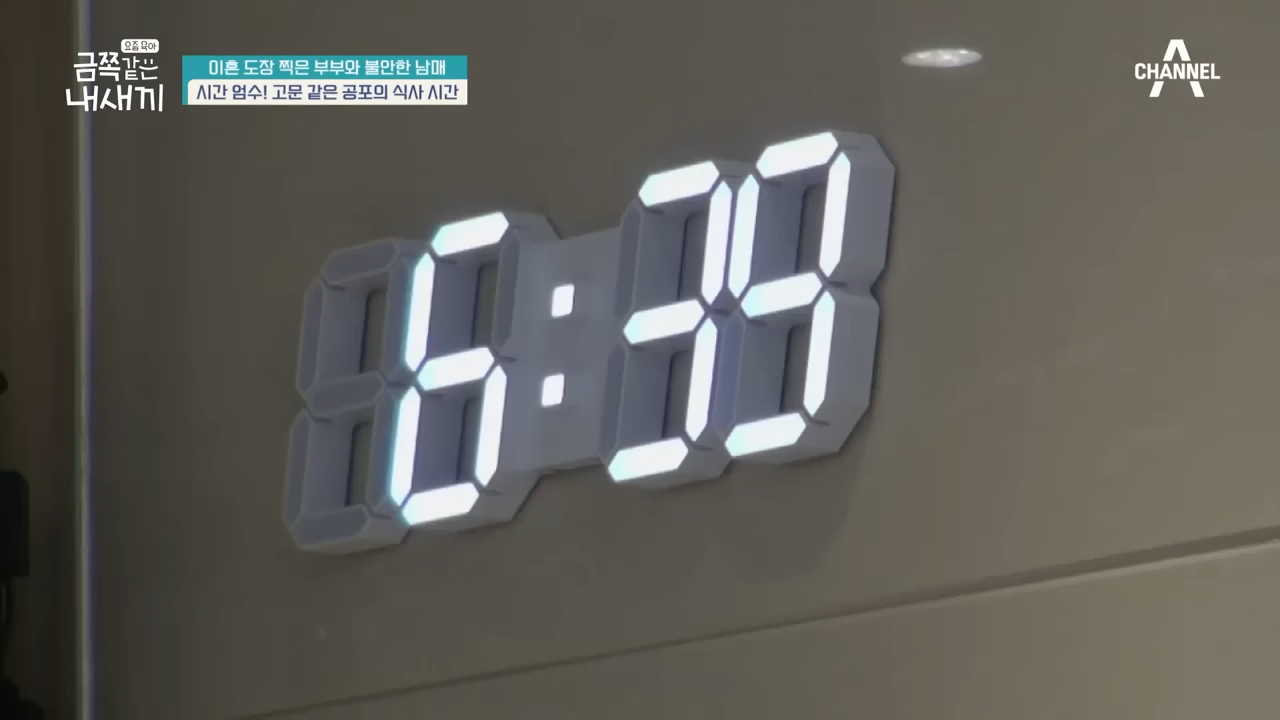 요즘 육아
금쪽같은
내새끼
이혼 도장 찍은 부부와 불안한 남매
시간 엄수! 고문 같은 공포의 식사 시간
CHANNEL A
6:39